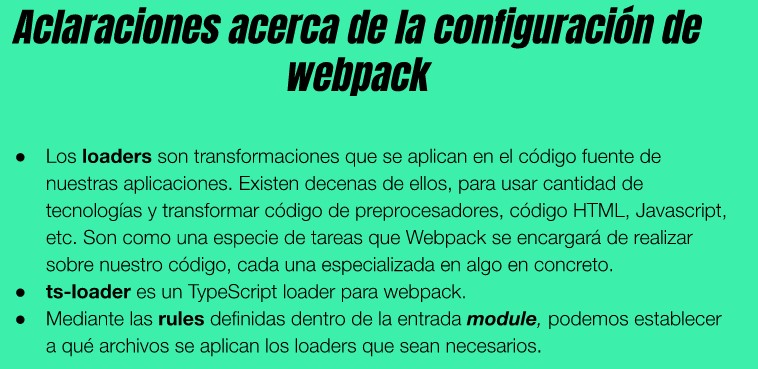 Aclaraciones acerca de la configuración de
webpack
● Los loaders son transformaciones que se aplican en el código fuente de
nuestras aplicaciones. Existen decenas de ellos, para usar cantidad de
tecnologías y transformar código de preprocesadores, código HTML, Javascript,
etc. Son como una especie de tareas que Webpack se encargará de realizar
sobre nuestro código, cada una especializada en algo en concreto.
● ts-loader es un TypeScript loader para webpack.
● Mediante las rules definidas dentro de la entrada module, podemos establecer
a qué archivos se aplican los loaders que sean necesarios.